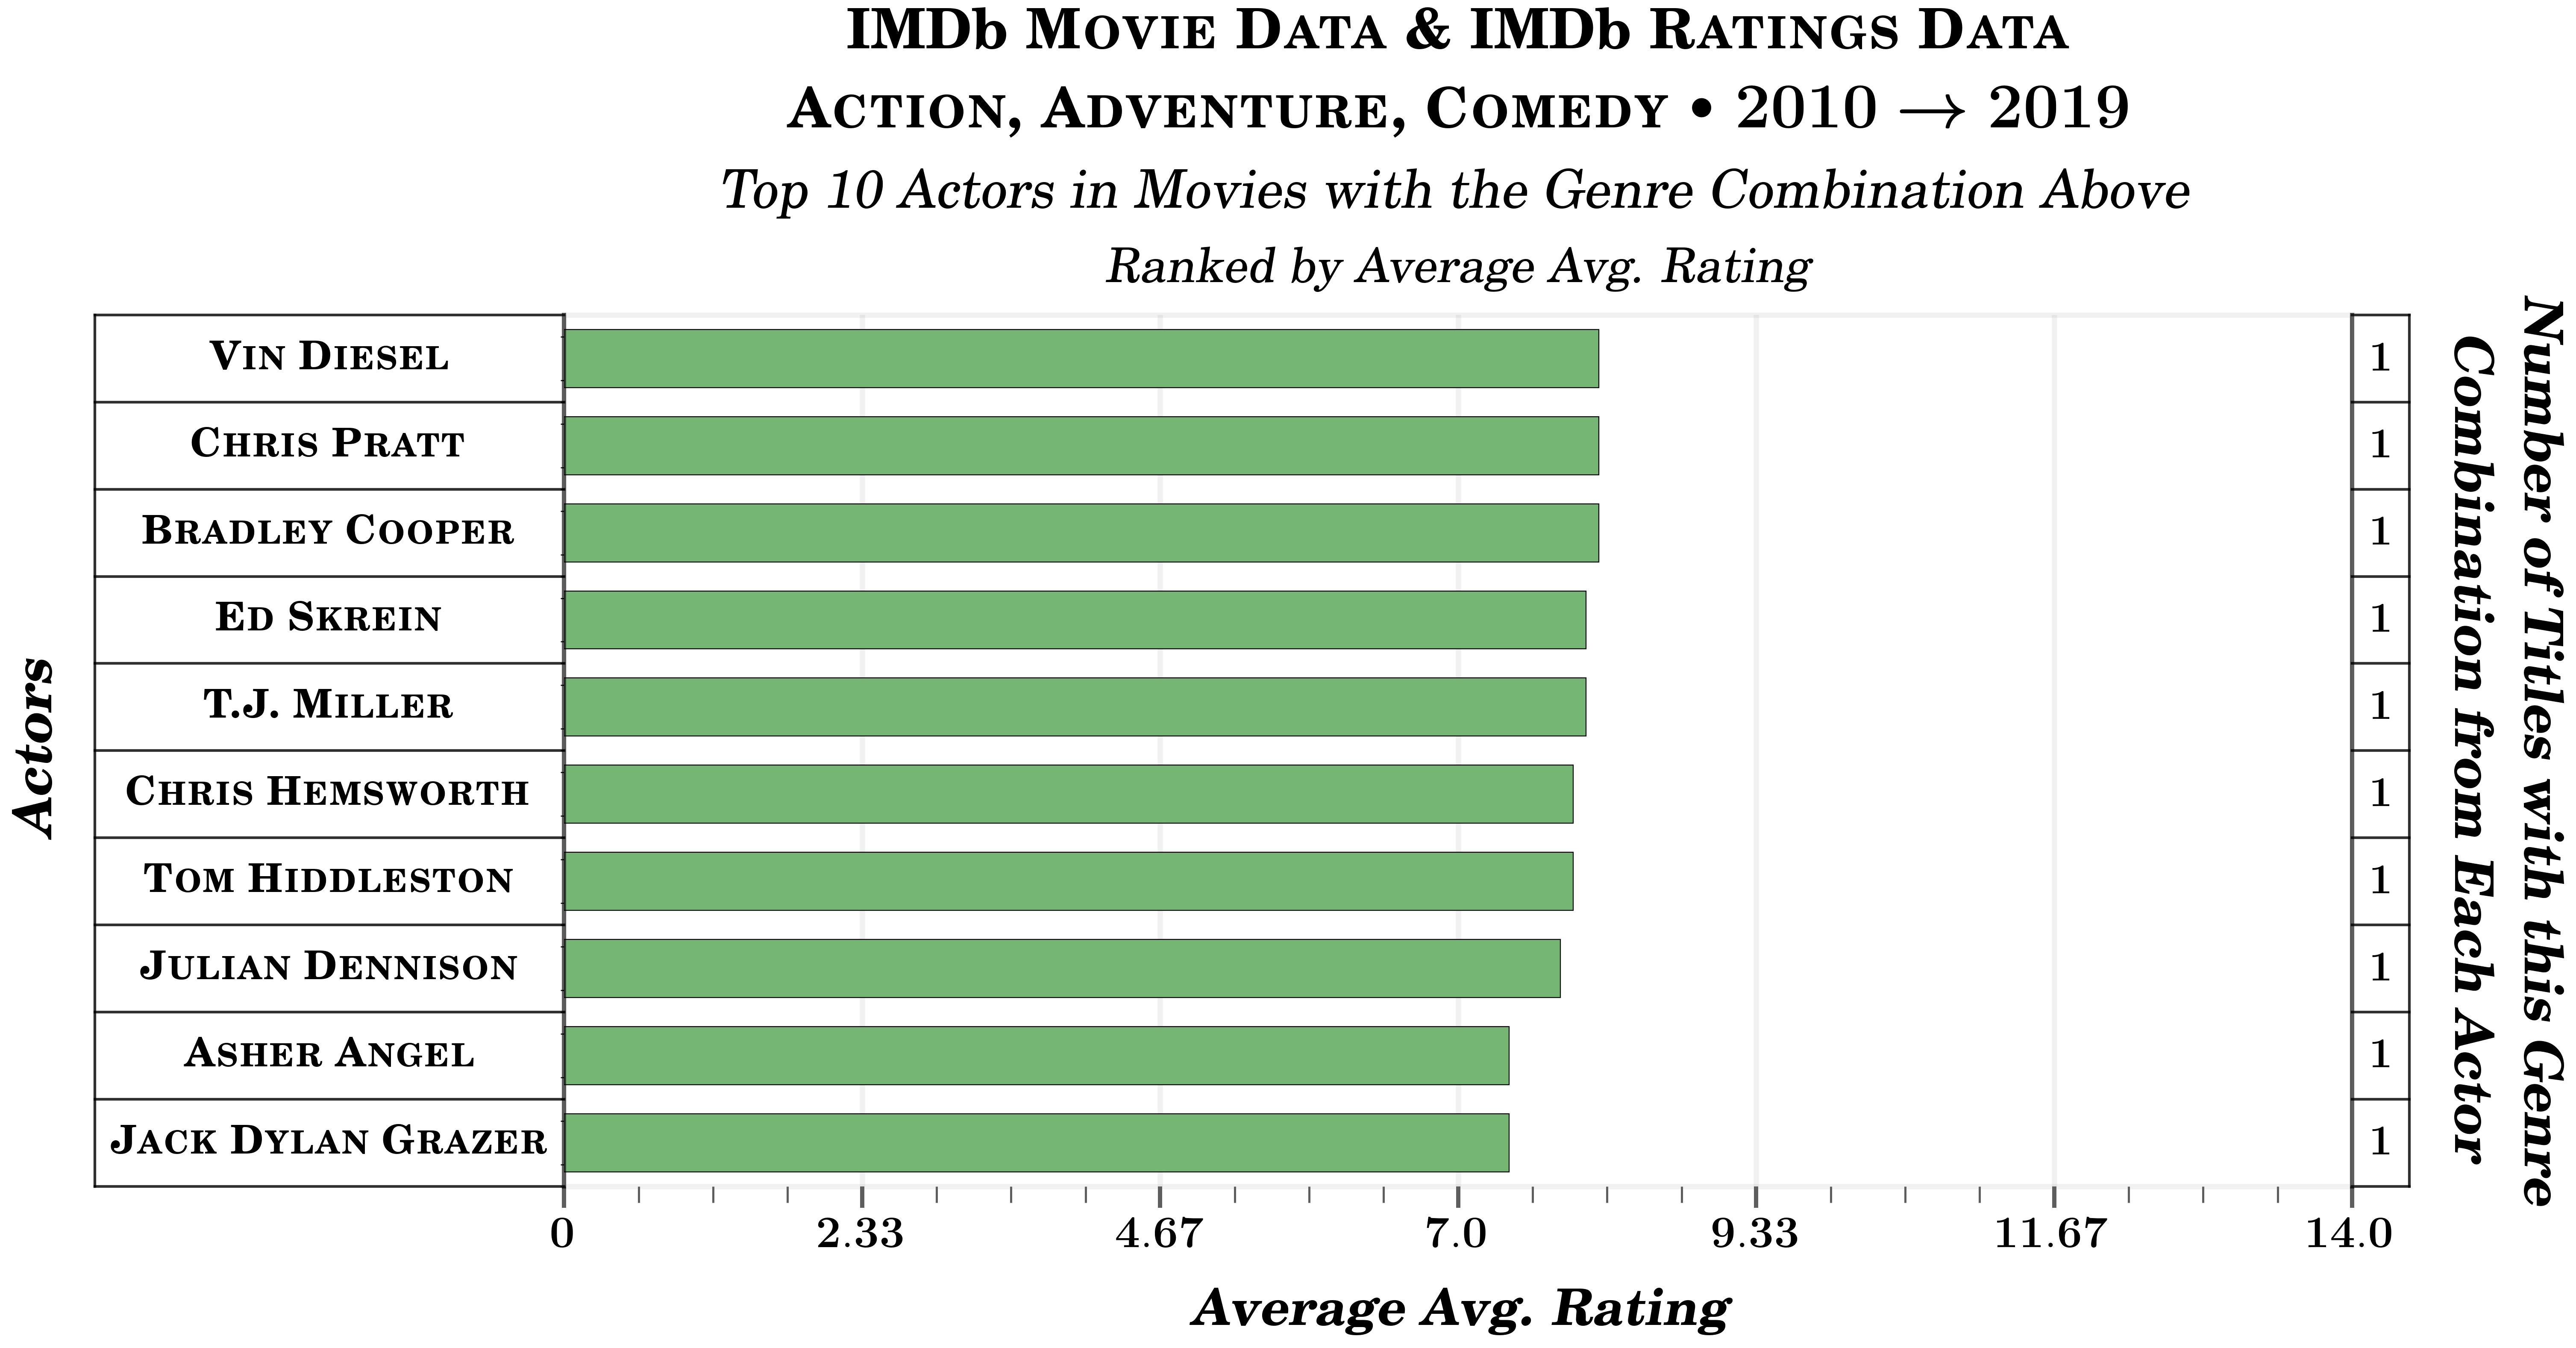 IMDb Movie Data & IMDb Ratings Data
Action, Adventure, Comedy • 2010 → 2019
Top 10 Actors in Movies with the Genre Combination Above
Ranked by Average Avg. Rating
Actors
Vin Diesel 1
Chris Pratt 1
Bradley Cooper 1
Ed Skrein 1
T.J. Miller 1
Chris Hemsworth 1
Tom Hiddleston 1
Julian Dennison 1
Asher Angel 1
Jack Dylan Grazer 1
0 2.33 4.67 7.0 9.33 11.67 14.0
Average Avg. Rating
Number of Titles with this Genre
Combination from Each Actor